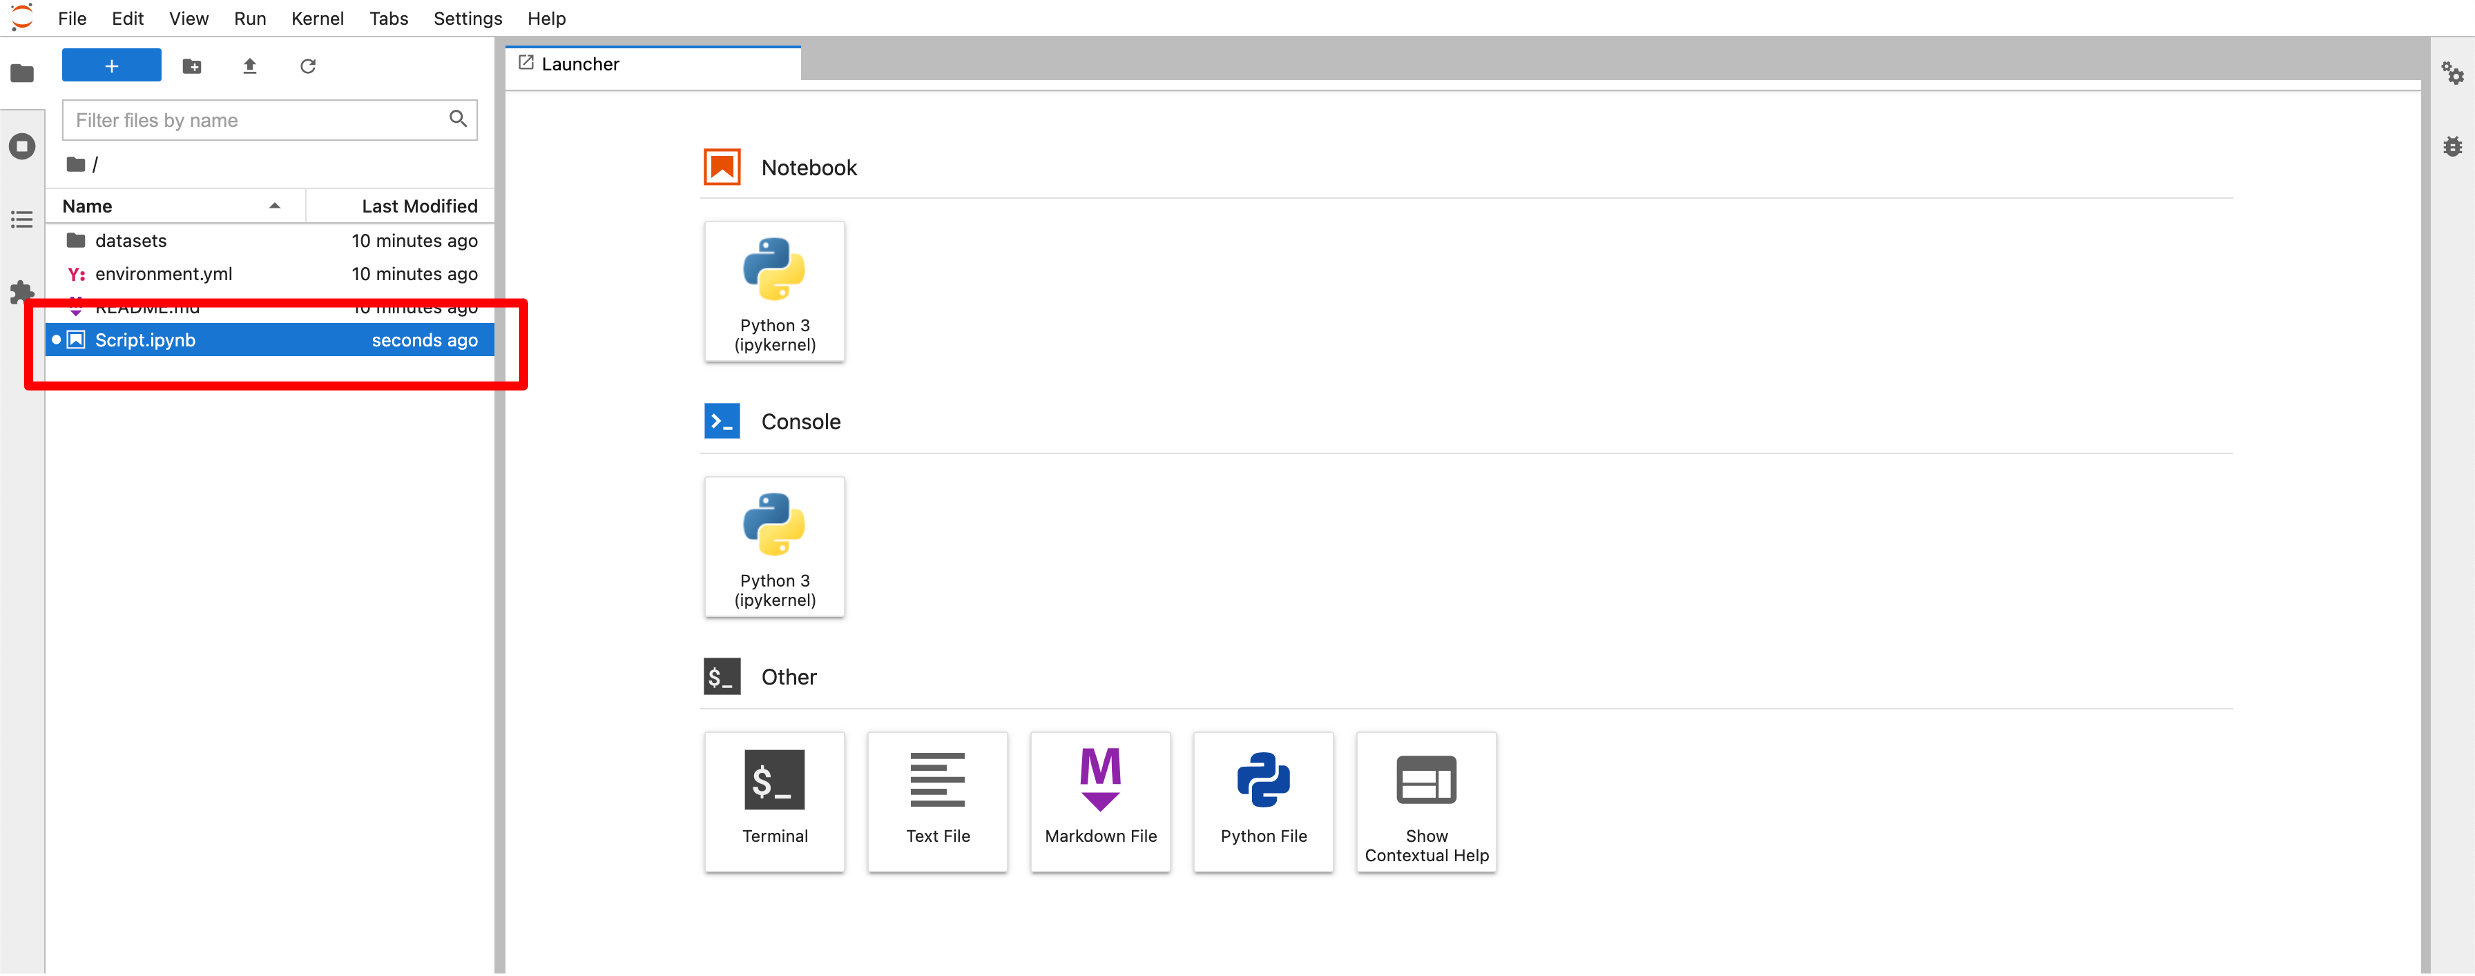 File Edit View Run Kernel Tabs Settings Help
+
Filter files by name
/
Name Last Modified
datasets 10 minutes ago
Y: environment.yml 10 minutes ago
README.md 10 minutes ago
Script.ipynb seconds ago
Launcher
Notebook
Python 3
(ipykernel)
>_ Console
Python 3
(ipykernel)
$_ Other
$_
Terminal
Text File
M
Markdown File
Python File
Show
Contextual Help